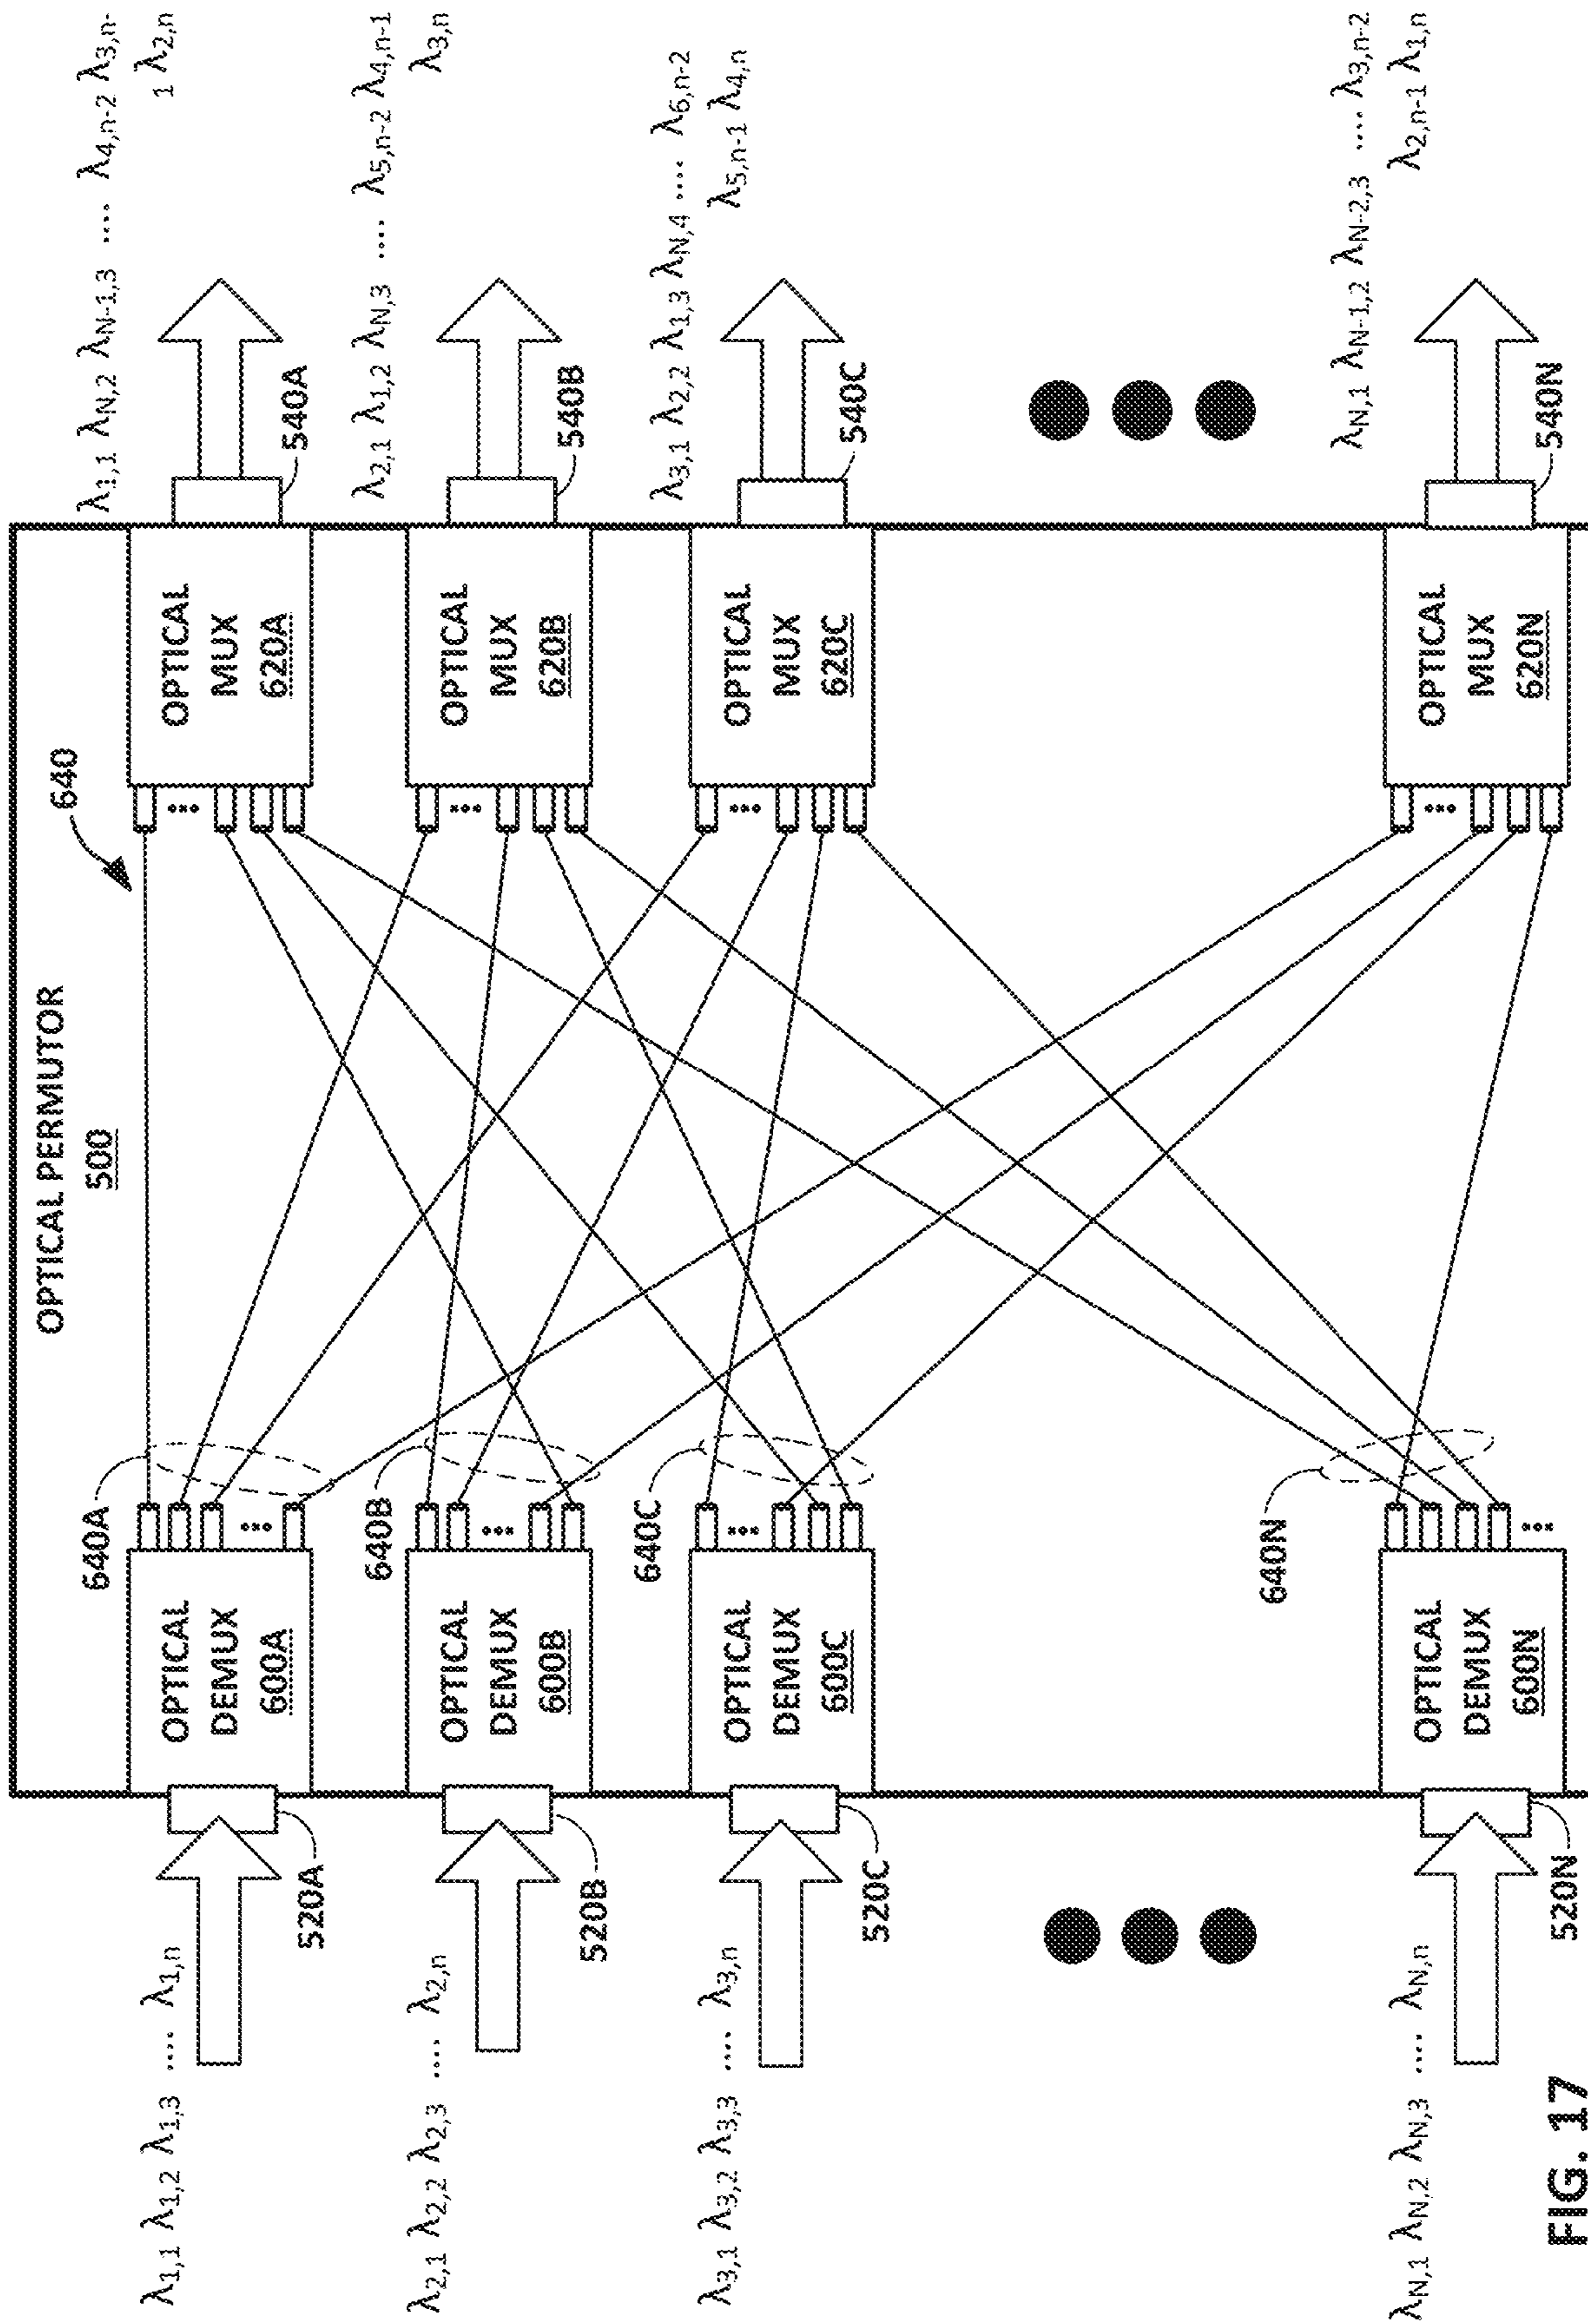 OPTICAL PERMUTOR
500
640
λ1,1 λ1,2 λ1,3 .... λ1,n
520A
OPTICAL
DEMUX
600A
640A
OPTICAL
MUX
620A
540A
λ1,1 λN,2 λN-1,3 .... λ4,n-2 λ3,n-
1 λ2,n
λ2,1 λ2,2 λ2,3 .... λ2,n
520B
OPTICAL
DEMUX
600B
640B
OPTICAL
MUX
620B
540B
λ2,1 λ1,2 λN,3 .... λ5,n-2 λ4,n-1
λ3,n
λ3,1 λ3,2 λ3,3 .... λ3,n
520C
OPTICAL
DEMUX
600C
640C
OPTICAL
MUX
620C
540C
λ3,1 λ2,2 λ1,3 λN,4 .... λ6,n-2
λ5,n-1 λ4,n
λN,1 λN,2 λN,3 .... λN,n
520N
OPTICAL
DEMUX
600N
640N
OPTICAL
MUX
620N
540N
λN,1 λN-1,2 λN-2,3 .... λ3,n-2
λ2,n-1 λ1,n
FIG. 17